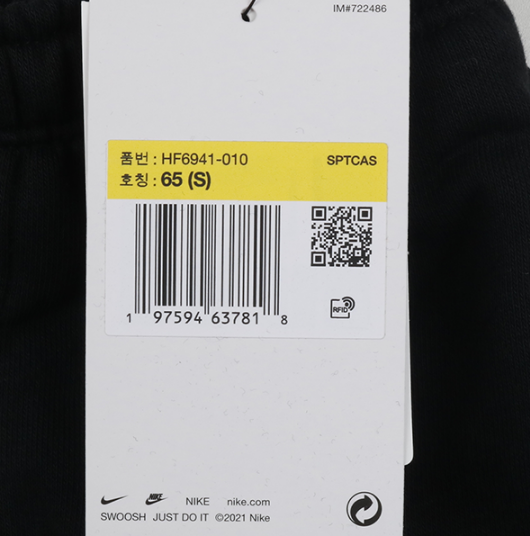 IM#722486
품번 : HF6941-010 SPTCAS
호칭 : 65 (S)
1 97594 63781 8
RFID
NIKE NIKE nike.com
SWOOSH JUST DO IT ©2021 Nike